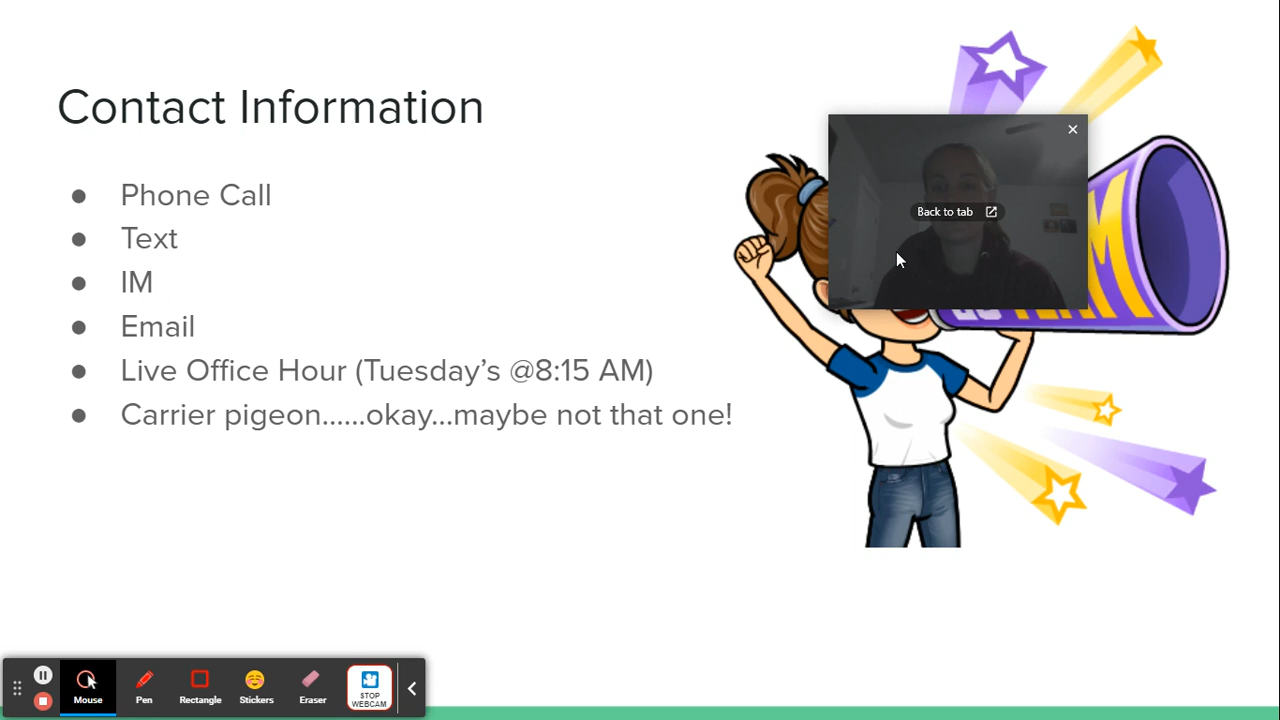 Contact Information
● Phone Call
● Text
● IM
● Email
● Live Office Hour (Tuesday’s @8:15 AM)
● Carrier pigeon......okay...maybe not that one!
Back to tab
TEAM
Mouse
Pen
Rectangle
Stickers
Eraser
STOP
WEBCAM